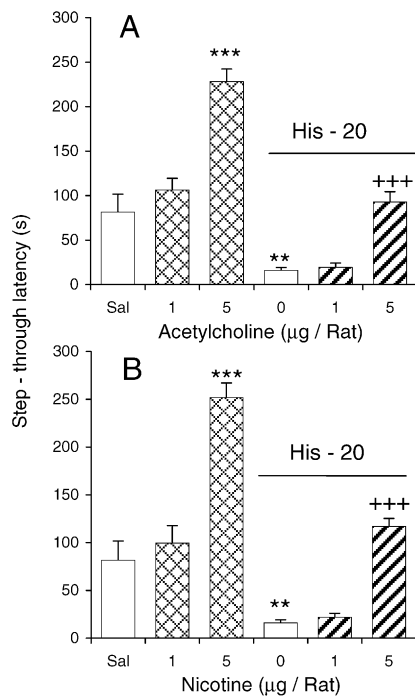 A
300
***
250
200
His - 20
150
+++
100
**
50
0
Sal 1 5 0 1 5
Acetylcholine (μg / Rat)
Step - through latency (s)
B
300
***
250
200
His - 20
150
+++
100
**
50
0
Sal 1 5 0 1 5
Nicotine (μg / Rat)